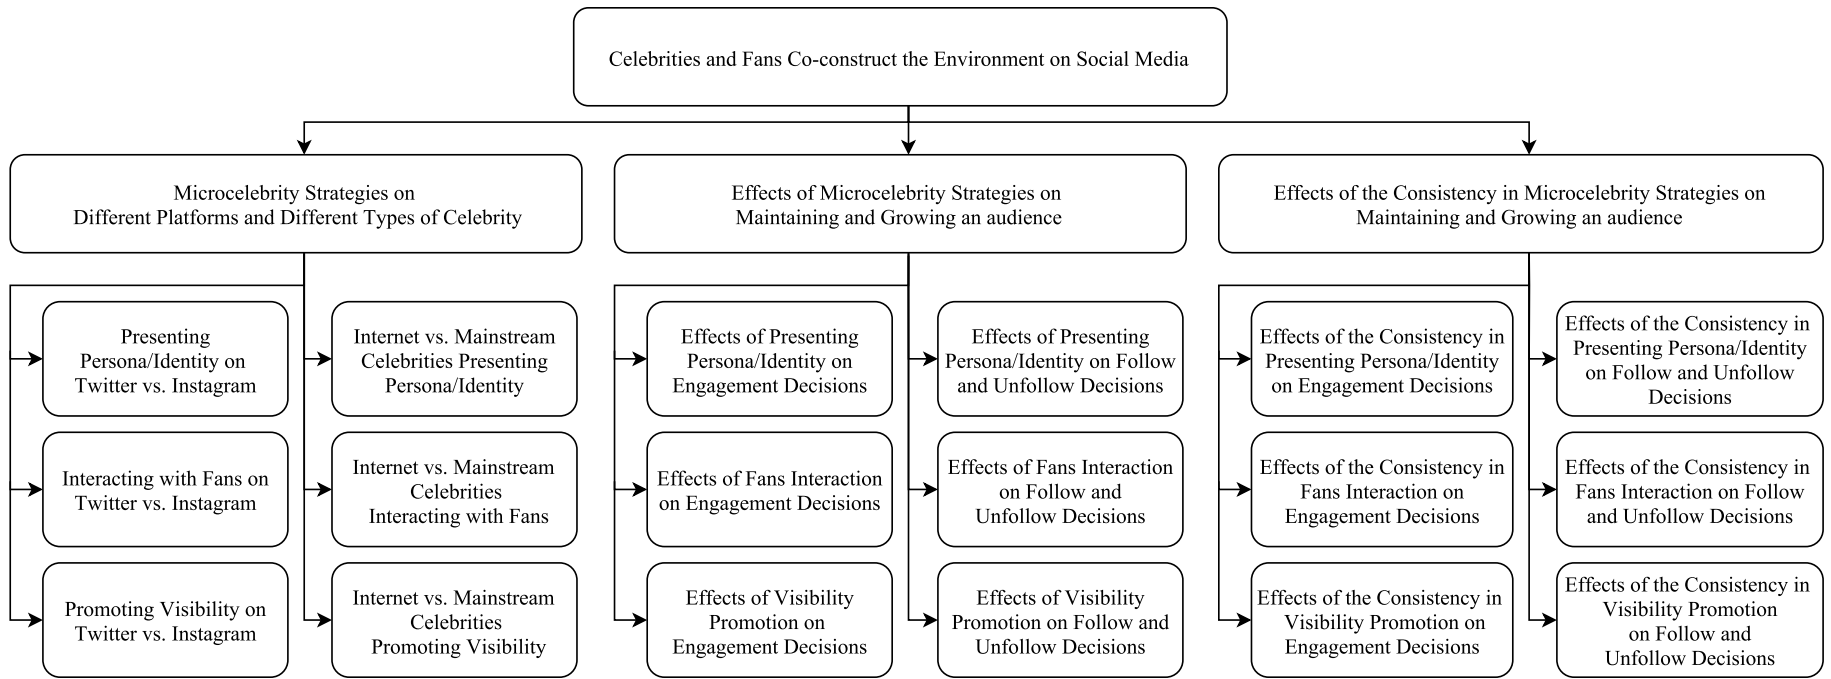 Celebrities and Fans Co-construct the Environment on Social Media
Microcelebrity Strategies on
Different Platforms and Different Types of Celebrity
Effects of Microcelebrity Strategies on
Maintaining and Growing an audience
Effects of the Consistency in Microcelebrity Strategies on
Maintaining and Growing an audience
Presenting
Persona/Identity on
Twitter vs. Instagram
Internet vs. Mainstream
Celebrities Presenting
Persona/Identity
Effects of Presenting
Persona/Identity on
Engagement Decisions
Effects of Presenting
Persona/Identity on Follow
and Unfollow Decisions
Effects of the Consistency in
Presenting Persona/Identity
on Engagement Decisions
Effects of the Consistency in
Presenting Persona/Identity
on Follow and Unfollow
Decisions
Interacting with Fans on
Twitter vs. Instagram
Internet vs. Mainstream
Celebrities
Interacting with Fans
Effects of Fans Interaction
on Engagement Decisions
Effects of Fans Interaction
on Follow and
Unfollow Decisions
Effects of the Consistency in
Fans Interaction on
Engagement Decisions
Effects of the Consistency in
Fans Interaction on Follow
and Unfollow Decisions
Promoting Visibility on
Twitter vs. Instagram
Internet vs. Mainstream
Celebrities
Promoting Visibility
Effects of Visibility
Promotion on
Engagement Decisions
Effects of Visibility
Promotion on Follow and
Unfollow Decisions
Effects of the Consistency in
Visibility Promotion on
Engagement Decisions
Effects of the Consistency in
Visibility Promotion
on Follow and
Unfollow Decisions